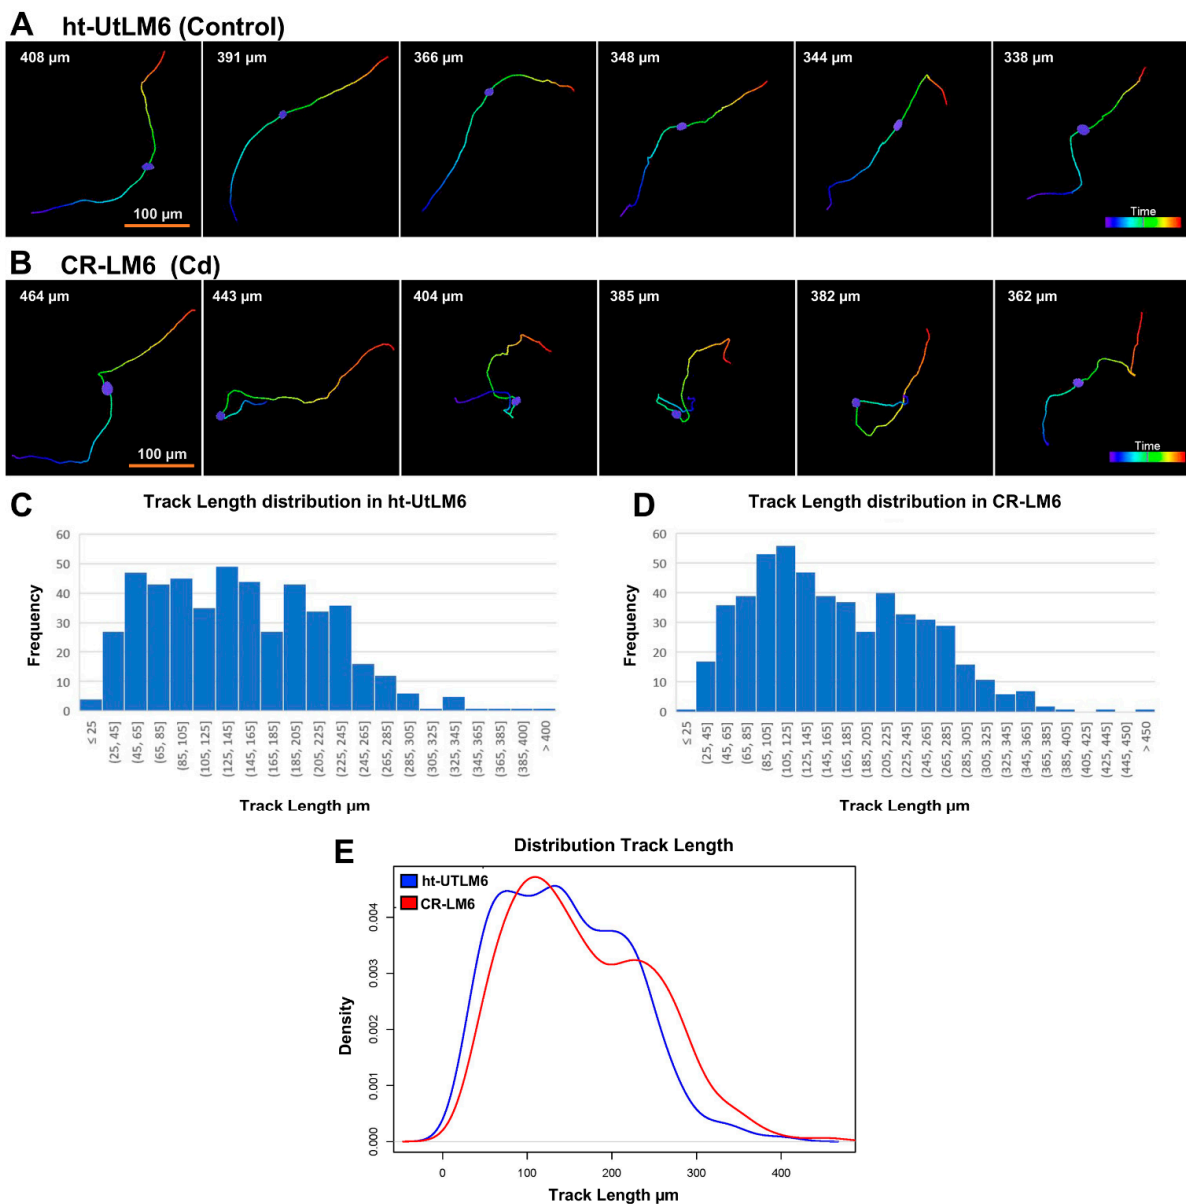 A ht-UtLM6 (Control)
408 µm 391 µm 366 µm 348 µm 344 µm 338 µm
100 µm
Time
B CR-LM6 (Cd)
464 µm 443 µm 404 µm 385 µm 382 µm 362 µm
100 µm
Time
C Track Length distribution in ht-UtLM6
60
50
40
30
20
10
0
Frequency
≤ 25 (25, 45] (45, 65] (65, 85] (85, 105] (105, 125] (125, 145] (145, 165] (165, 185] (185, 205] (205, 225] (225, 245] (245, 265] (265, 285] (285, 305] (305, 325] (325, 345] (345, 365] (365, 385] (385, 400] > 400
Track Length µm
D Track Length distribution in CR-LM6
60
50
40
30
20
10
0
Frequency
≤ 25 (25, 45] (45, 65] (65, 85] (85, 105] (105, 125] (125, 145] (145, 165] (165, 185] (185, 205] (205, 225] (225, 245] (245, 265] (265, 285] (285, 305] (305, 325] (325, 345] (345, 365] (365, 385] (385, 405] (405, 425] (425, 445] (445, 450] > 450
Track Length µm
E Distribution Track Length
ht-UTLM6
CR-LM6
0.004
0.003
0.002
0.001
0.000
Density
0 100 200 300 400
Track Length µm